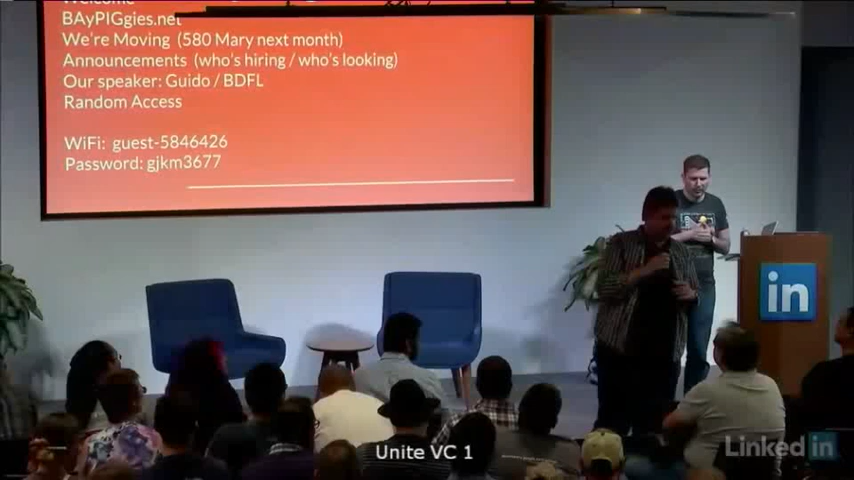 Welcome
BAyPIGgies.net
We're Moving (580 Mary next month)
Announcements (who's hiring / who's looking)
Our speaker: Guido / BDFL
Random Access
WiFi: guest-5846426
Password: gjkm3677
in
Unite VC 1
Linked in